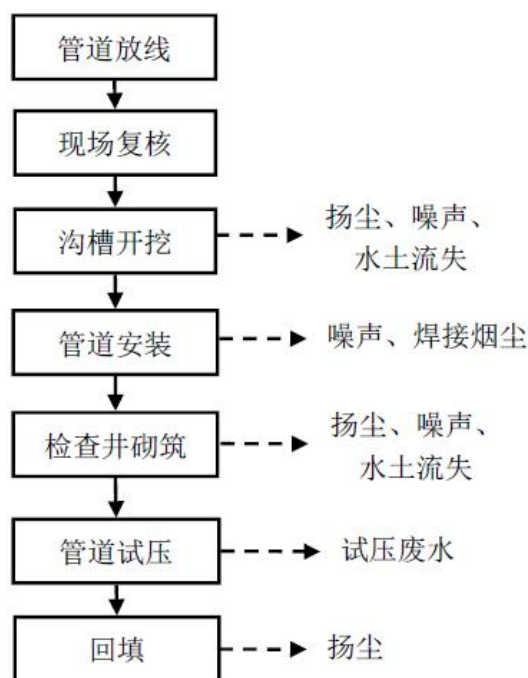 管道放线
现场复核
沟槽开挖
扬尘、噪声、
水土流失
管道安装
噪声、焊接烟尘
检查井砌筑
扬尘、噪声、
水土流失
管道试压
试压废水
回填
扬尘